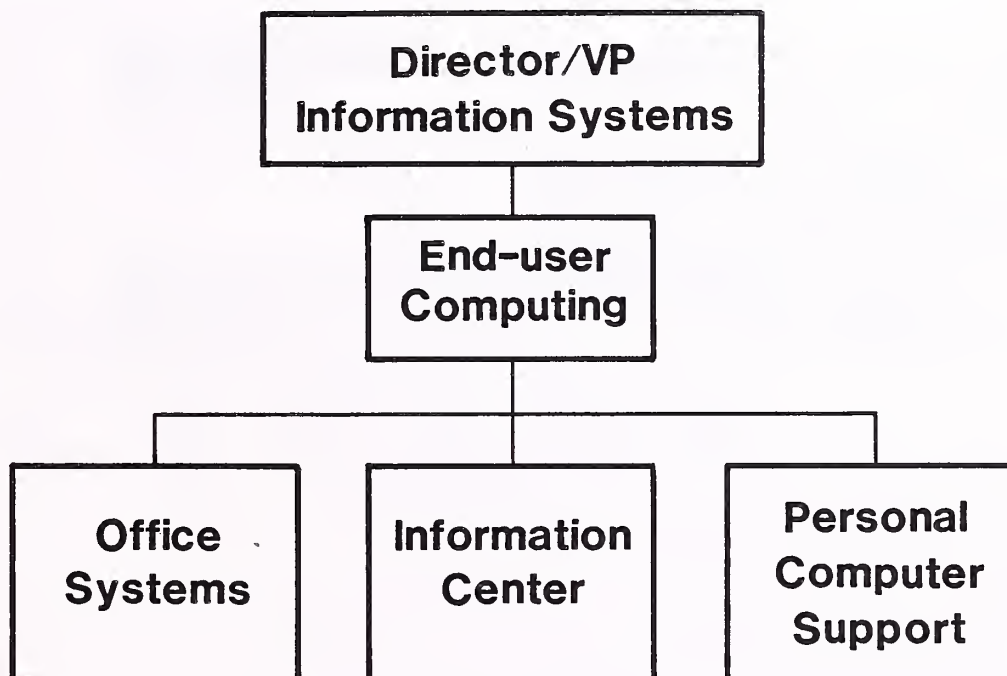 Director/VP
Information Systems
End-user
Computing
Office
Systems
Information
Center
Personal
Computer
Support